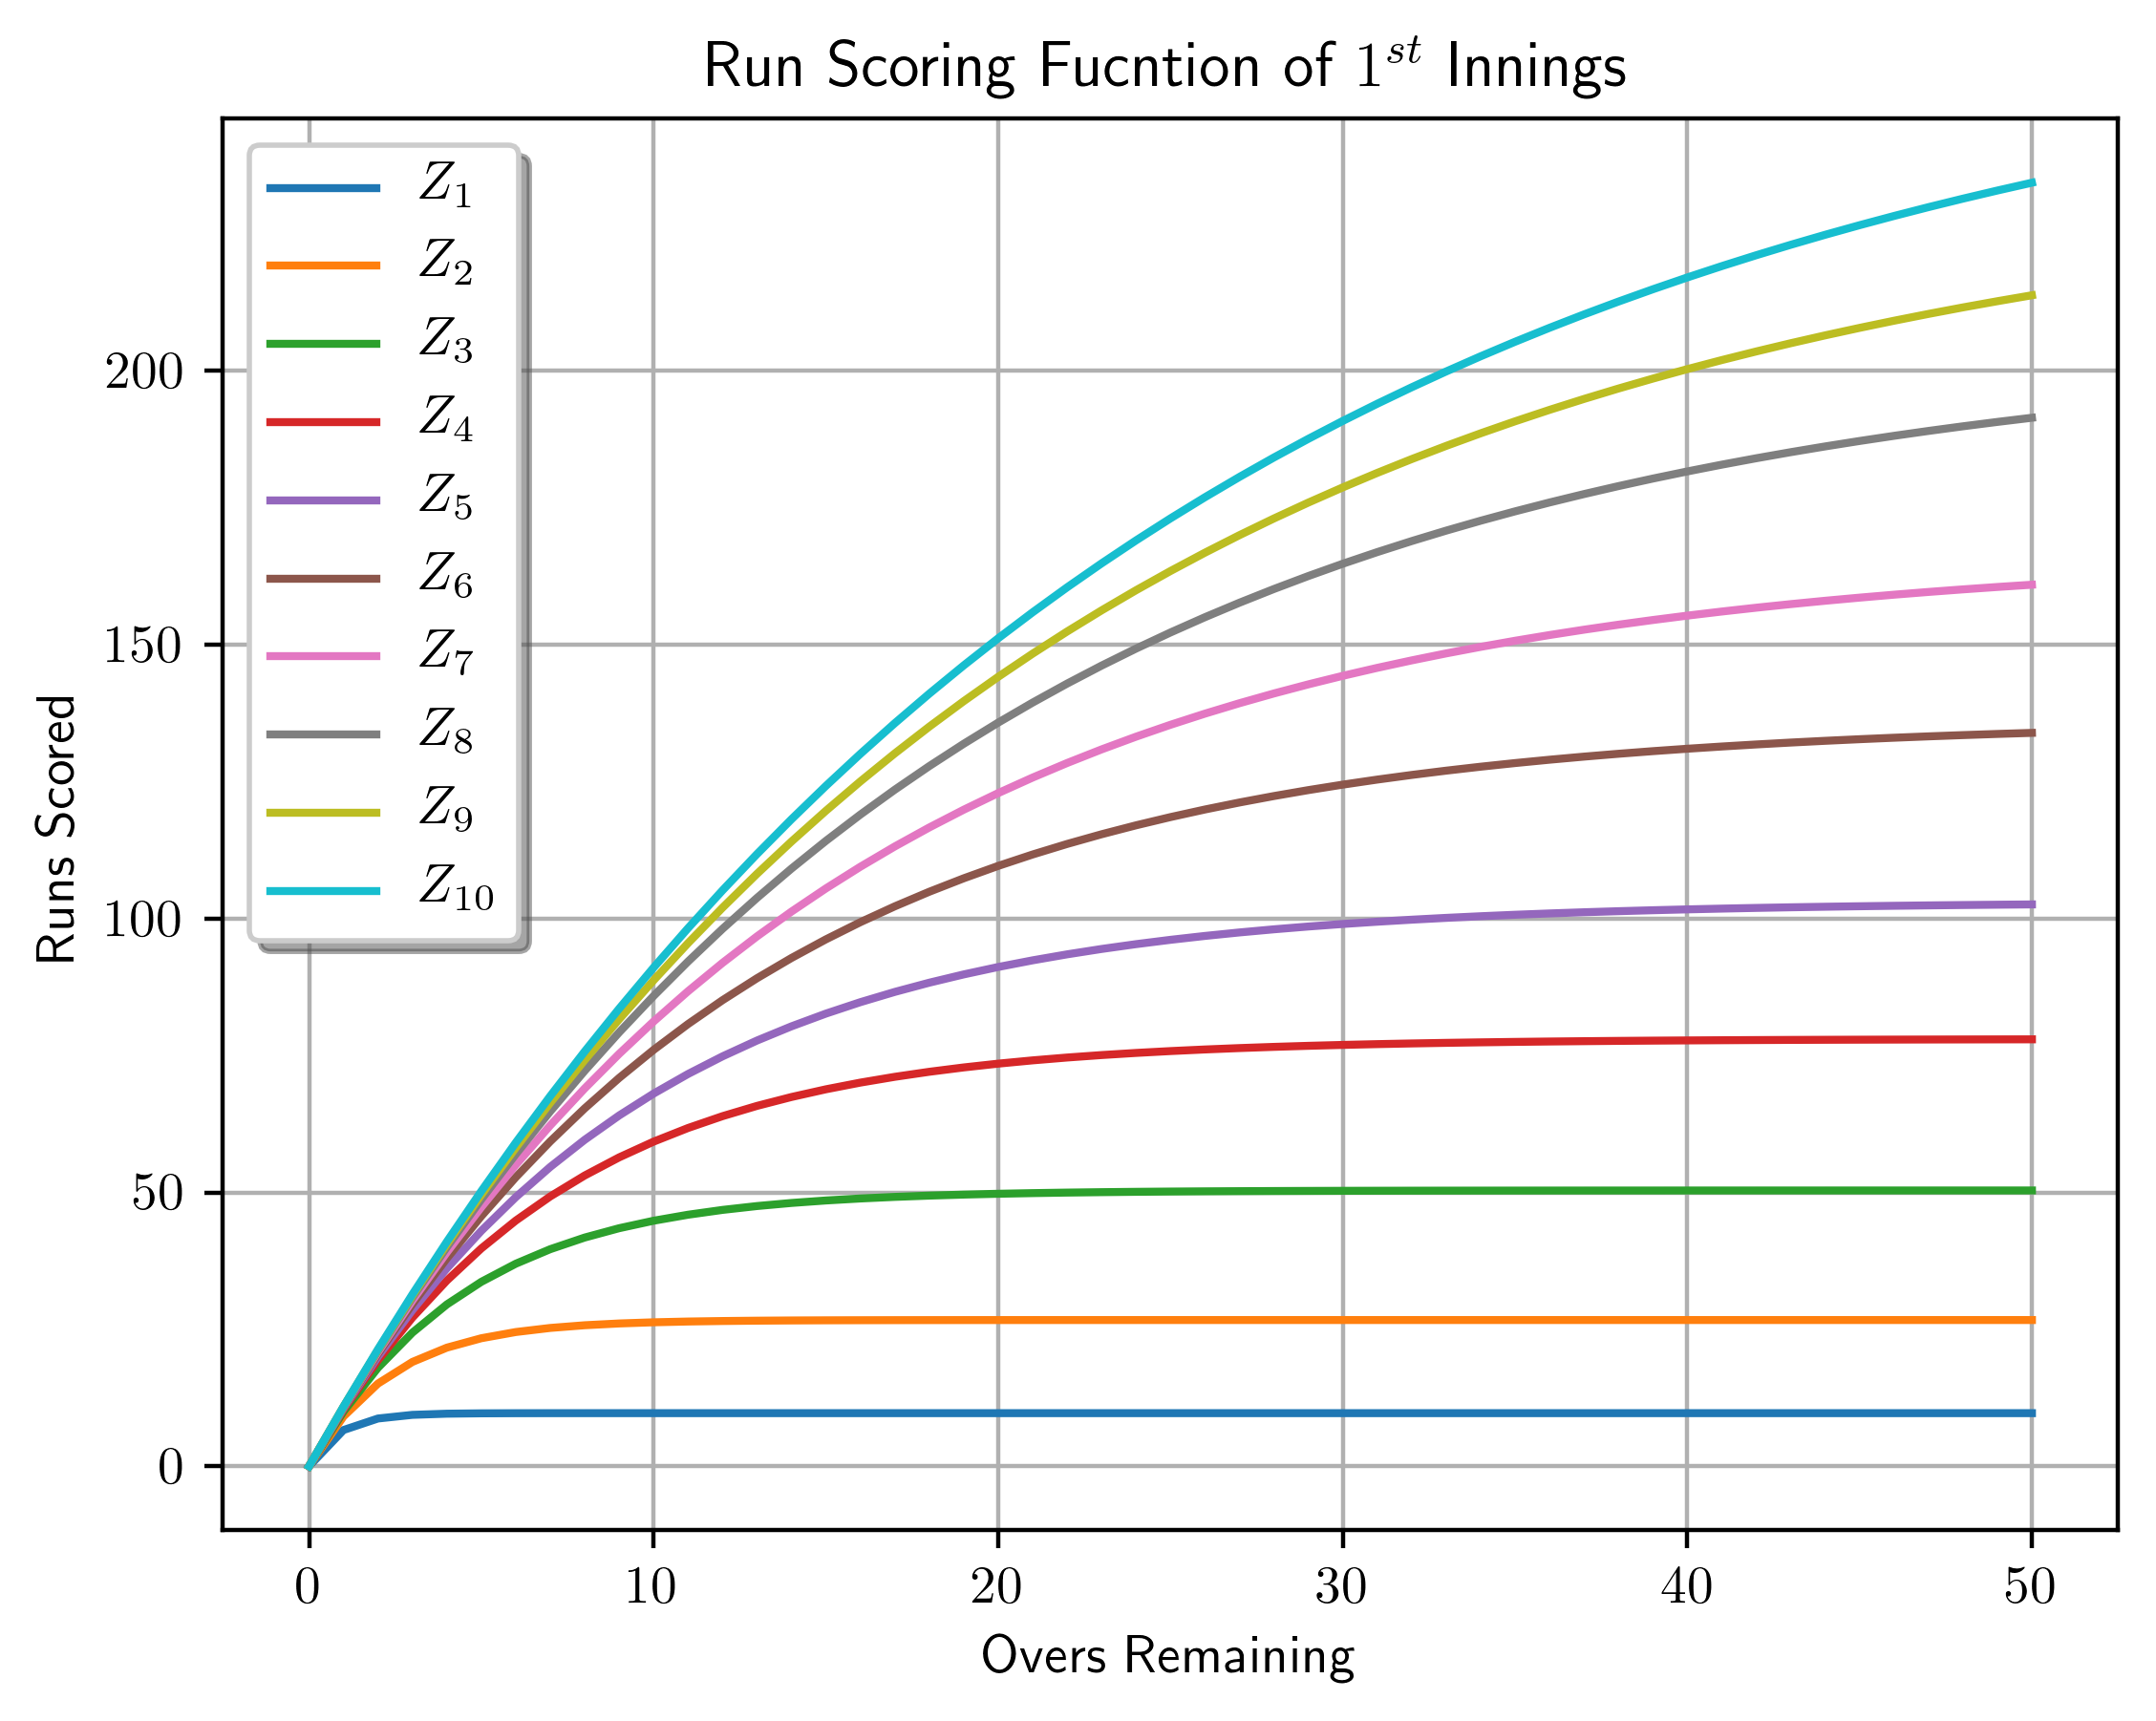 Run Scoring Fucntion of 1st Innings
Z1
Z2
Z3
Z4
Z5
Z6
Z7
Z8
Z9
Z10
Runs Scored
200
150
100
50
0
0 10 20 30 40 50
Overs Remaining